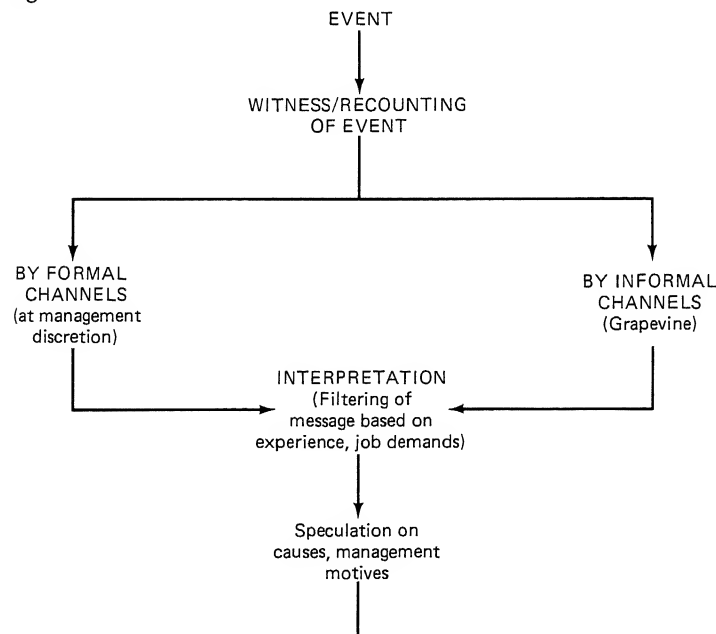 EVENT
WITNESS/RECOUNTING
OF EVENT
BY FORMAL
CHANNELS
(at management
discretion)
BY INFORMAL
CHANNELS
(Grapevine)
INTERPRETATION
(Filtering of
message based on
experience, job demands)
Speculation on
causes, management
motives